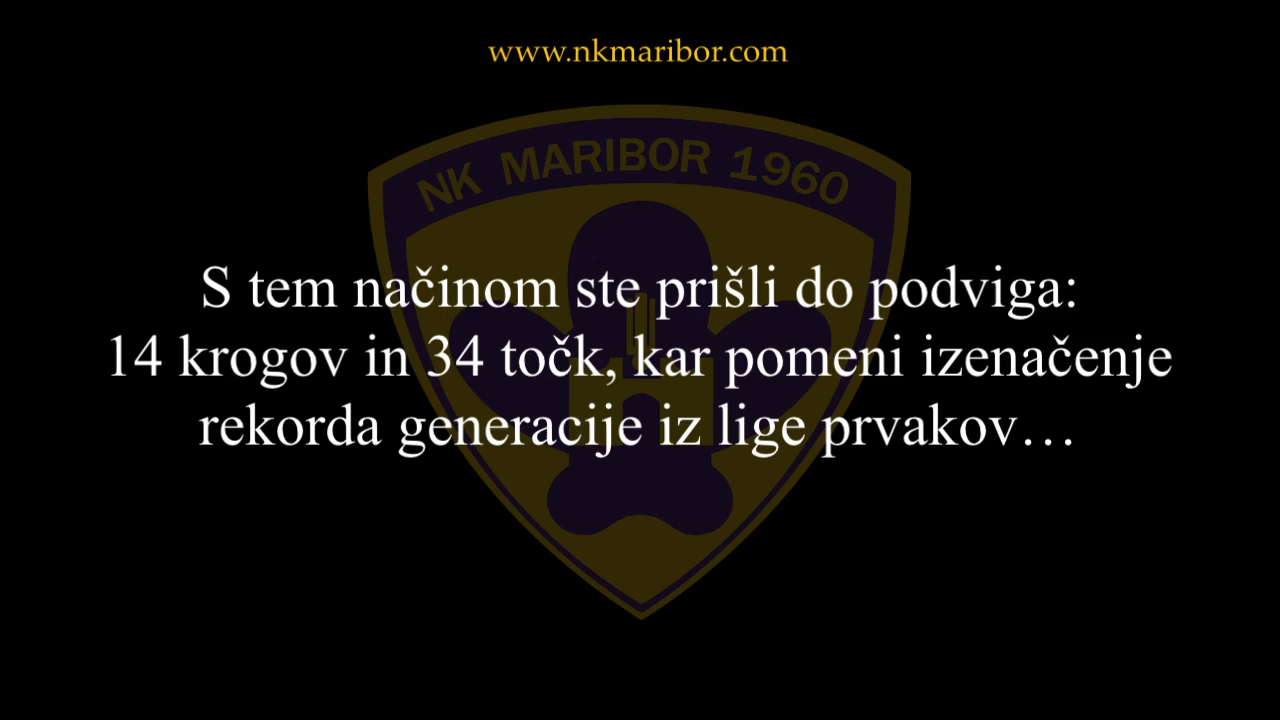 www.nkmaribor.com
NK MARIBOR 1960
S tem načinom ste prišli do podviga:
14 krogov in 34 točk, kar pomeni izenačenje
rekorda generacije iz lige prvakov…